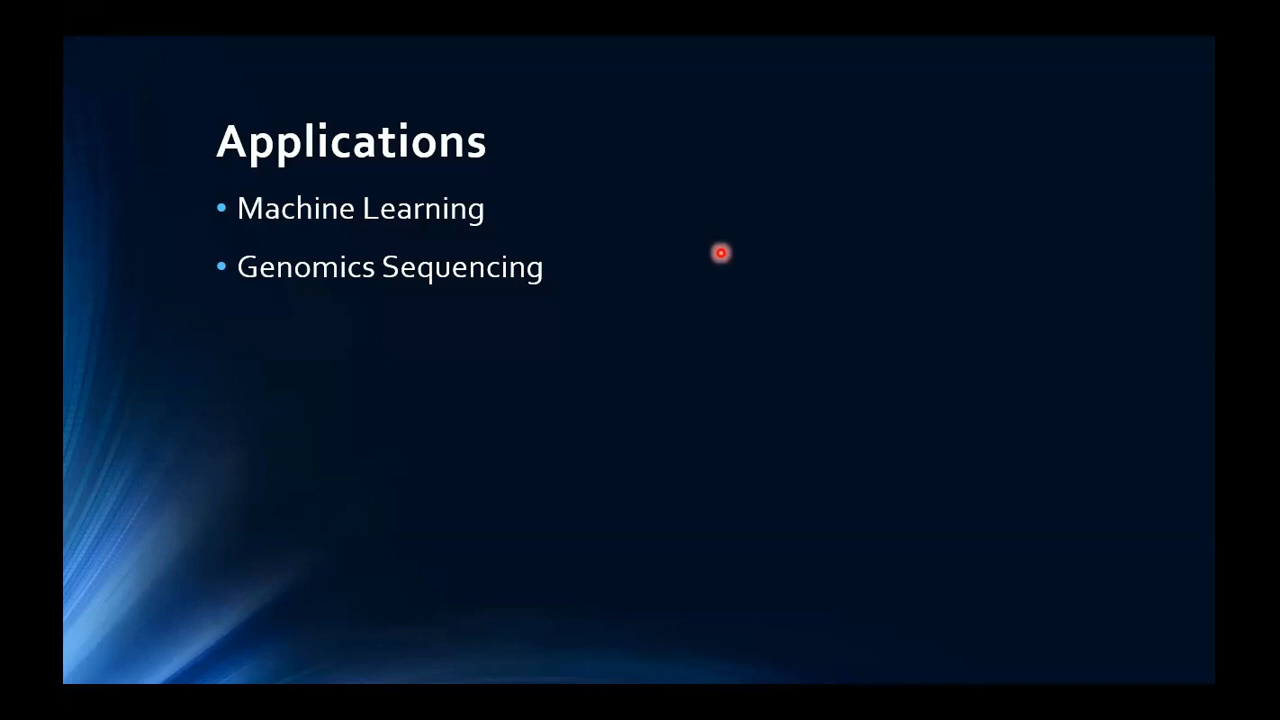 Applications
• Machine Learning
• Genomics Sequencing